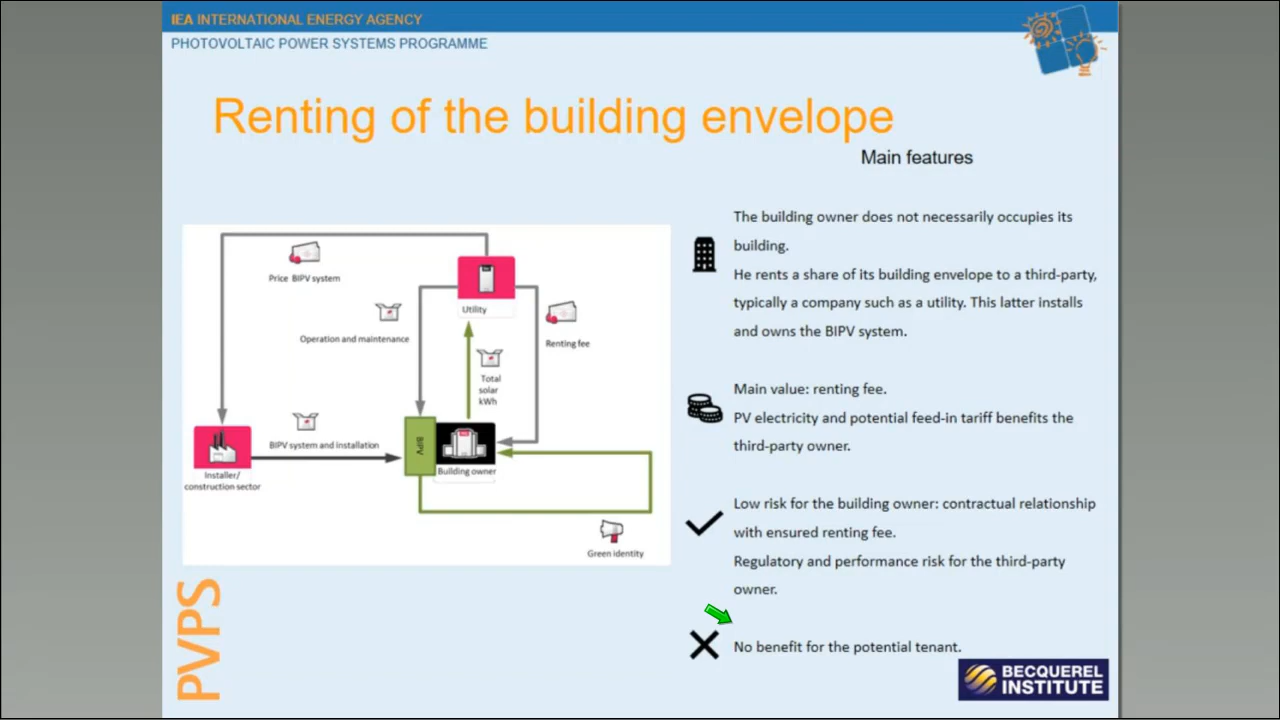 IEA INTERNATIONAL ENERGY AGENCY
PHOTOVOLTAIC POWER SYSTEMS PROGRAMME
Renting of the building envelope
Main features
Price BIPV system
Utility
Operation and maintenance
Renting fee
Total
solar
kWh
BIPV system and Installation
BIPV
Installer/
construction sector
Building owner
Green identity
The building owner does not necessarily occupies its
building.
He rents a share of its building envelope to a third-party,
typically a company such as a utility. This latter installs
and owns the BIPV system.
Main value: renting fee.
PV electricity and potential feed-in tariff benefits the
third-party owner.
Low risk for the building owner: contractual relationship
with ensured renting fee.
Regulatory and performance risk for the third-party
owner.
No benefit for the potential tenant.
PVPS
BECQUEREL
INSTITUTE